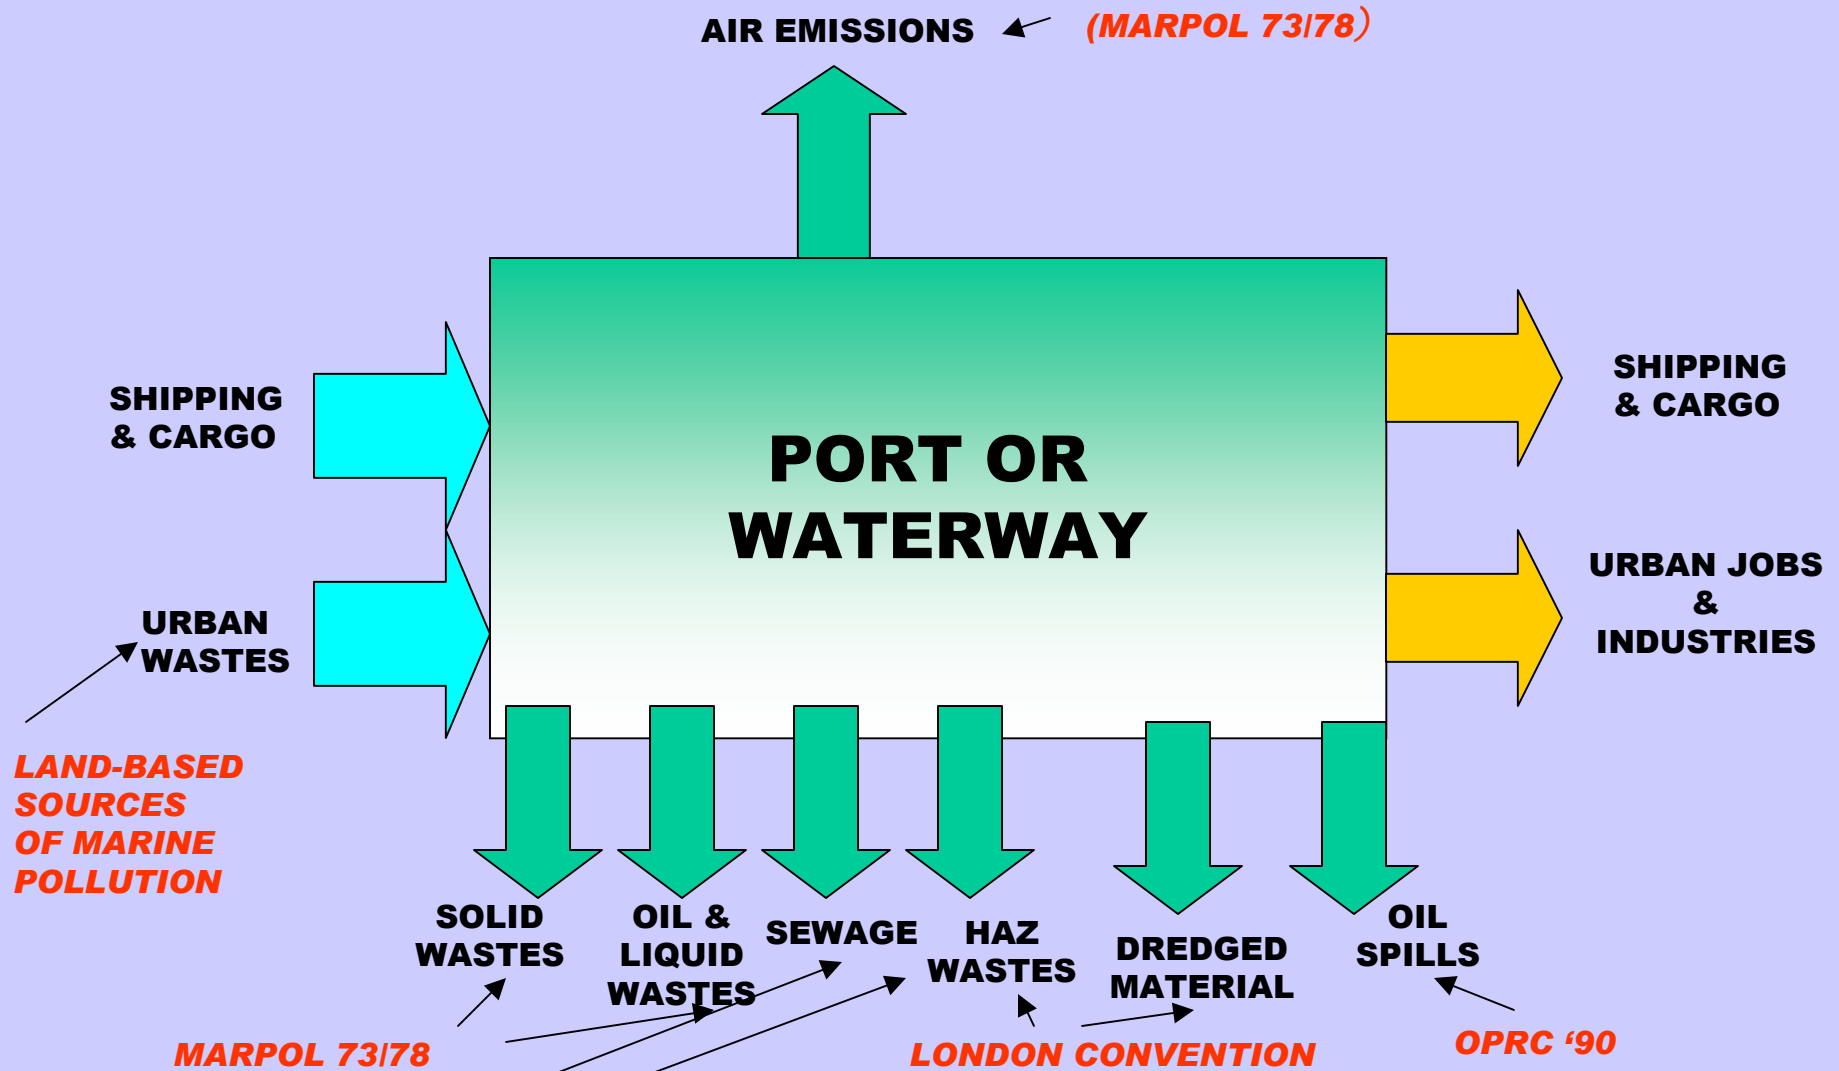 AIR EMISSIONS
(MARPOL 73/78）
SHIPPING
& CARGO
URBAN
WASTES
LAND-BASED
SOURCES
OF MARINE
POLLUTION
PORT OR
WATERWAY
SHIPPING
& CARGO
URBAN JOBS
&
INDUSTRIES
SOLID
WASTES
OIL &
LIQUID
WASTES
SEWAGE
HAZ
WASTES
DREDGED
MATERIAL
OIL
SPILLS
MARPOL 73/78
LONDON CONVENTION
OPRC ‘90